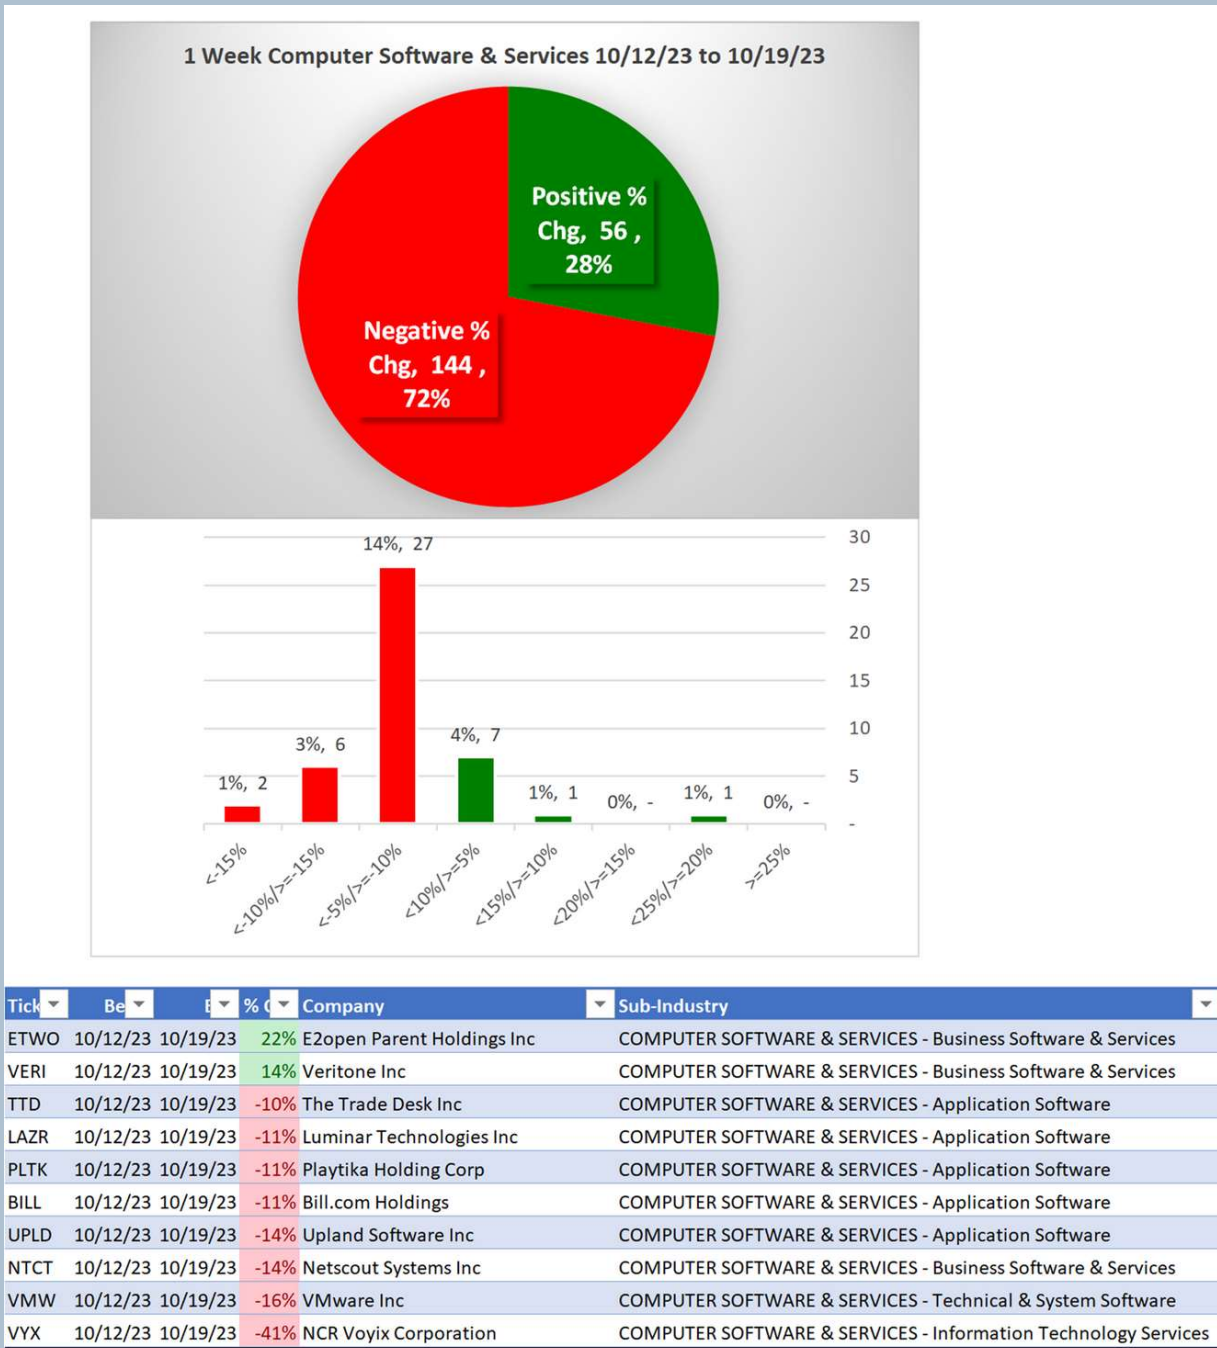 1 Week Computer Software & Services 10/12/23 to 10/19/23
Positive %
Chg, 56 ,
28%
Negative %
Chg, 144 ,
72%
14%, 27
3%, 6
1%, 2
4%, 7
1%, 1
0%, -
1%, 1
0%, -
30
25
20
15
10
5
-
<-15%
<-10%/>=-15%
<-5%/>=-10%
<10%/>=5%
<15%/>=10%
<20%/>=15%
<25%/>=20%
>=25%
Tick Be E % C Company Sub-Industry
ETWO 10/12/23 10/19/23 22% E2open Parent Holdings Inc COMPUTER SOFTWARE & SERVICES - Business Software & Services
VERI 10/12/23 10/19/23 14% Veritone Inc COMPUTER SOFTWARE & SERVICES - Business Software & Services
TTD 10/12/23 10/19/23 -10% The Trade Desk Inc COMPUTER SOFTWARE & SERVICES - Application Software
LAZR 10/12/23 10/19/23 -11% Luminar Technologies Inc COMPUTER SOFTWARE & SERVICES - Application Software
PLTK 10/12/23 10/19/23 -11% Playtika Holding Corp COMPUTER SOFTWARE & SERVICES - Application Software
BILL 10/12/23 10/19/23 -11% Bill.com Holdings COMPUTER SOFTWARE & SERVICES - Application Software
UPLD 10/12/23 10/19/23 -14% Upland Software Inc COMPUTER SOFTWARE & SERVICES - Application Software
NTCT 10/12/23 10/19/23 -14% Netscout Systems Inc COMPUTER SOFTWARE & SERVICES - Business Software & Services
VMW 10/12/23 10/19/23 -16% VMware Inc COMPUTER SOFTWARE & SERVICES - Technical & System Software
VYX 10/12/23 10/19/23 -41% NCR Voyix Corporation COMPUTER SOFTWARE & SERVICES - Information Technology Services